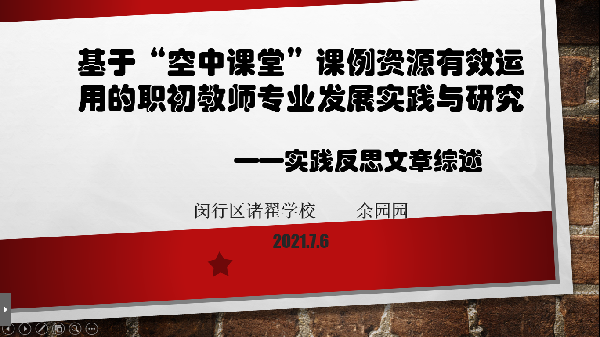 基于“空中课堂”课例资源有效运
用的职初教师专业发展实践与研究
——实践反思文章综述
闵行区诸翟学校 余园园
2021.7.6